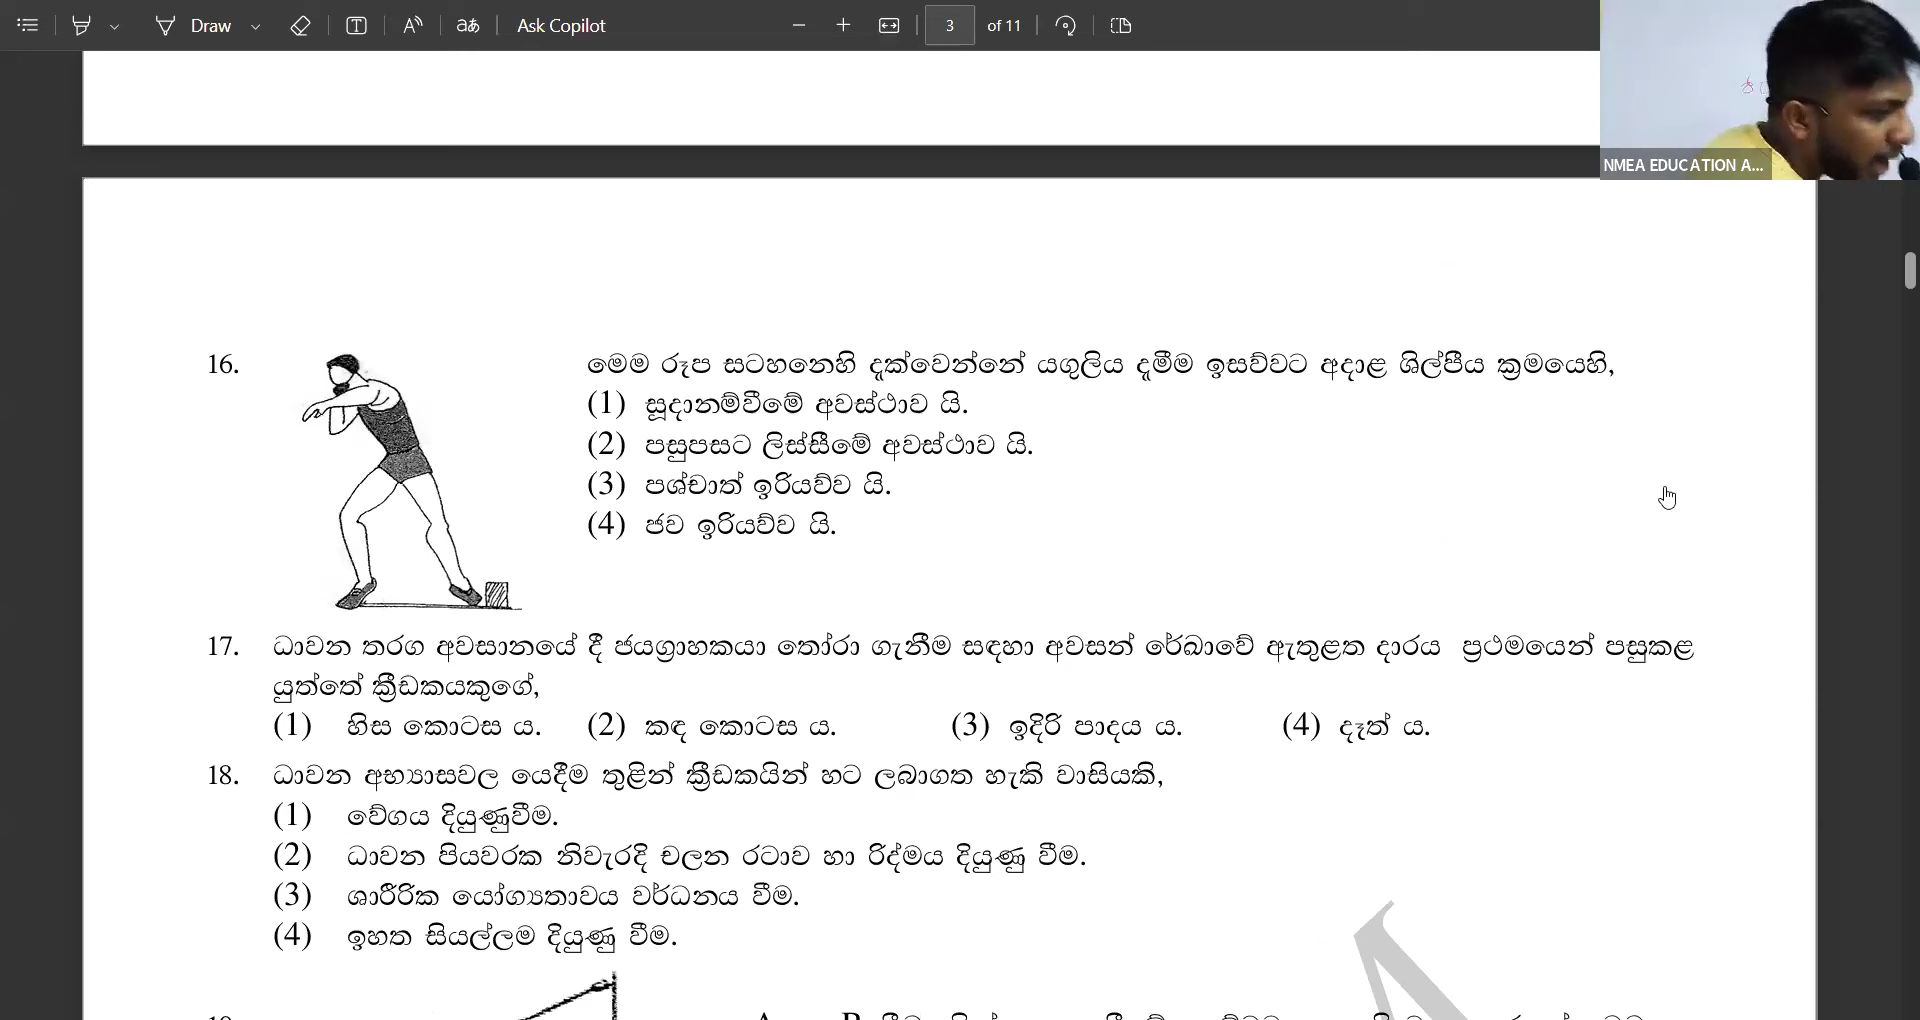 Draw
Ask Copilot
3 of 11
NMEA EDUCATION A...
16. මෙම රූප සටහනෙහි දැක්වෙන්නේ යගුලිය දැමීම ඉසව්වට අදාළ ශිල්පීය ක්‍රමයෙහි,
(1) සූදානම්වීමේ අවස්ථාව යි.
(2) පසුපසට ලිස්සීමේ අවස්ථාව යි.
(3) පශ්චාත් ඉරියව්ව යි.
(4) ජව ඉරියව්ව යි.
17. ධාවන තරග අවසානයේ දී ජයග්‍රාහකයා තෝරා ගැනීම සඳහා අවසන් රේඛාවේ ඇතුළත දාරය ප්‍රථමයෙන් පසුකළ
යුත්තේ ක්‍රීඩකයකුගේ,
(1) හිස කොටස ය. (2) කඳ කොටස ය. (3) ඉදිරි පාදය ය. (4) දෑත් ය.
18. ධාවන අභ්‍යාසවල යෙදීම තුළින් ක්‍රීඩකයින් හට ලබාගත හැකි වාසියකි,
(1) වේගය දියුණුවීම.
(2) ධාවන පියවරක නිවැරදි චලන රටාව හා රිද්මය දියුණු වීම.
(3) ශාරීරික යෝග්‍යතාවය වර්ධනය වීම.
(4) ඉහත සියල්ලම දියුණු වීම.